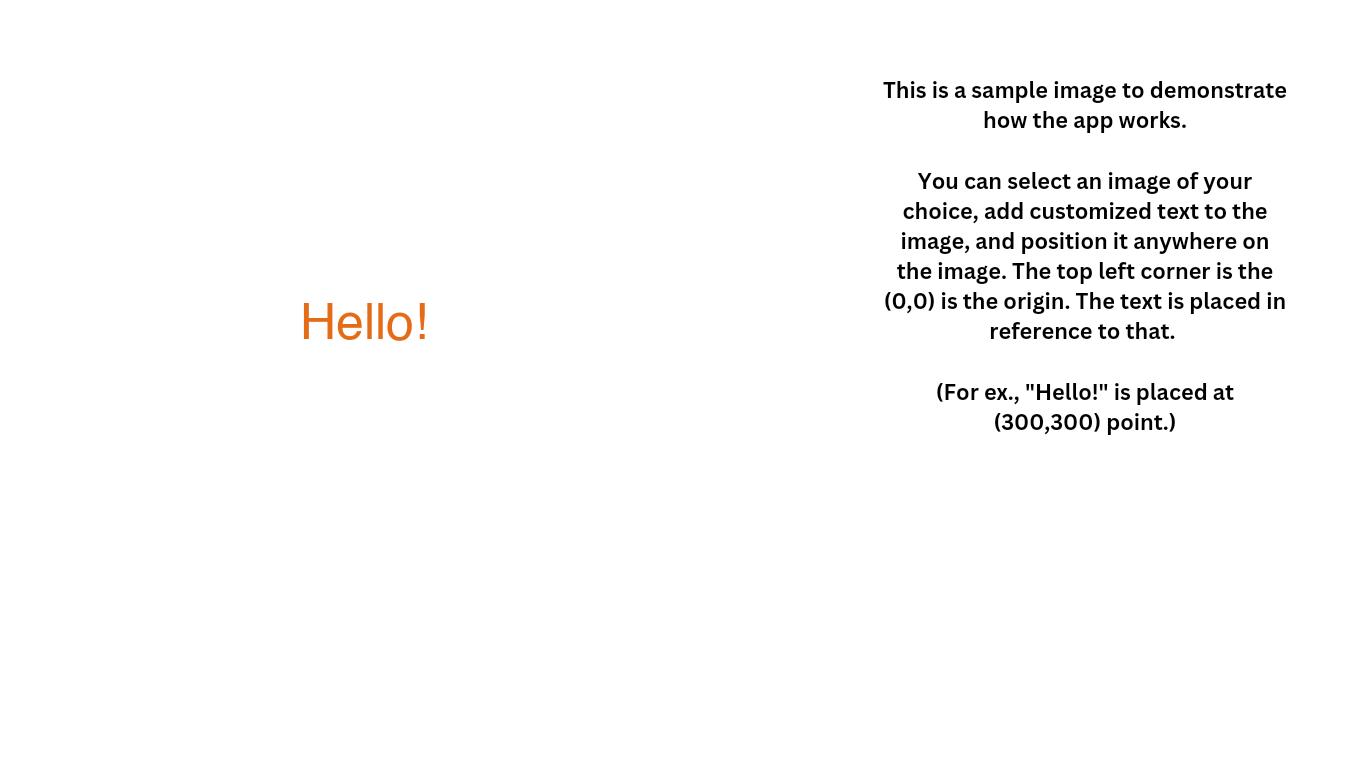 Hello!
This is a sample image to demonstrate
how the app works.
You can select an image of your
choice, add customized text to the
image, and position it anywhere on
the image. The top left corner is the
(0,0) is the origin. The text is placed in
reference to that.
(For ex., "Hello!" is placed at
(300,300) point.)